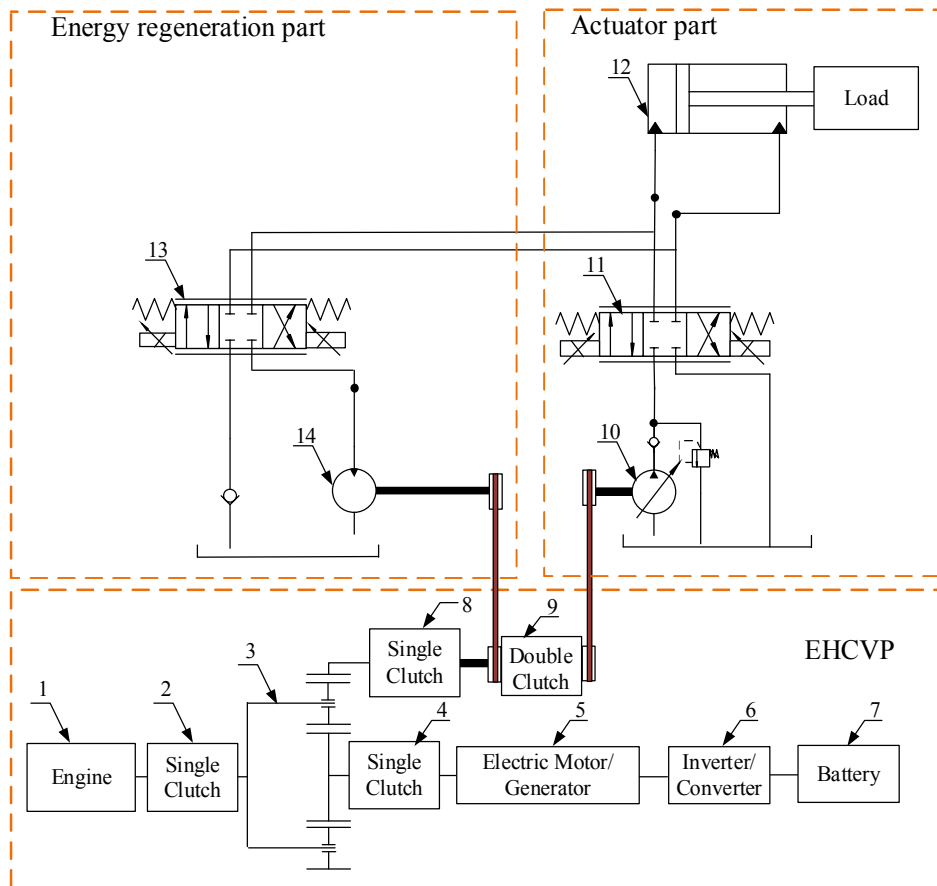 Energy regeneration part
Actuator part
12
Load
13
11
14
10
8
9
Single
Clutch
Double
Clutch
EHCVP
3
1
2
4
5
6
7
Engine
Single
Clutch
Single
Clutch
Electric Motor/
Generator
Inverter/
Converter
Battery